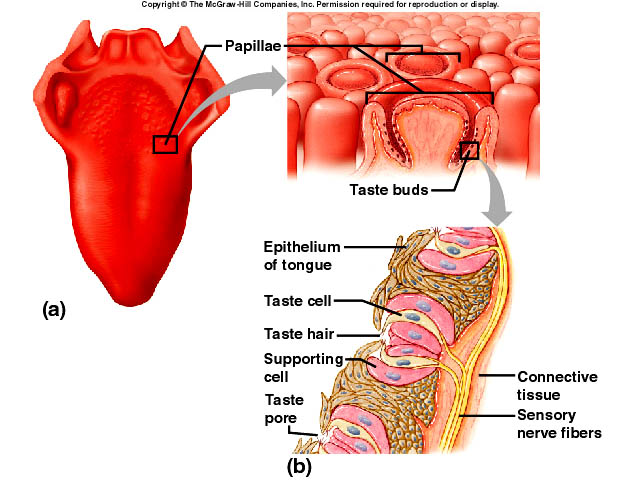 Copyright © The McGraw-Hill Companies, Inc. Permission required for reproduction or display.
Papillae
Taste buds
(a)
Epithelium
of tongue
Taste cell
Taste hair
Supporting
cell
Taste
pore
Connective
tissue
Sensory
nerve fibers
(b)